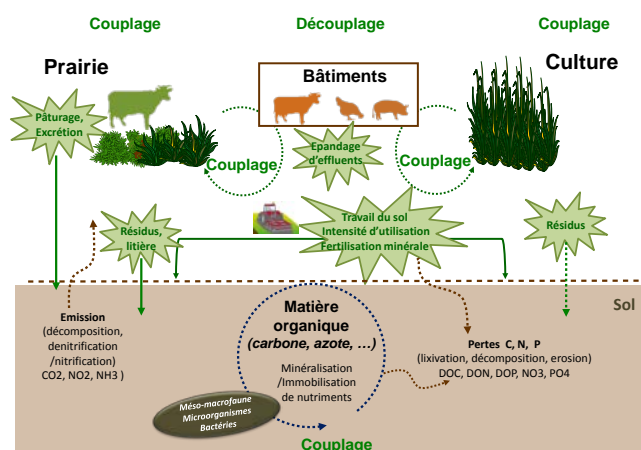 Couplage
Découplage
Couplage
Prairie
Bâtiments
Culture
Pâturage,
Excrétion
Couplage
Epandage
d'effluents
Couplage
Résidus,
litière
Travail du sol
Intensité d'utilisation
Fertilisation minérale
Résidus
Sol
Emission
(décomposition,
denitrification
/nitrification)
CO2, NO2, NH3 )
Matière
organique
(carbone, azote, …)
Minéralisation
/Immobilisation
de nutriments
Pertes C, N, P
(lixivation, décomposition, erosion)
DOC, DON, DOP, NO3, PO4
Méso-macrofaune
Microorganismes
Bactéries
Couplage